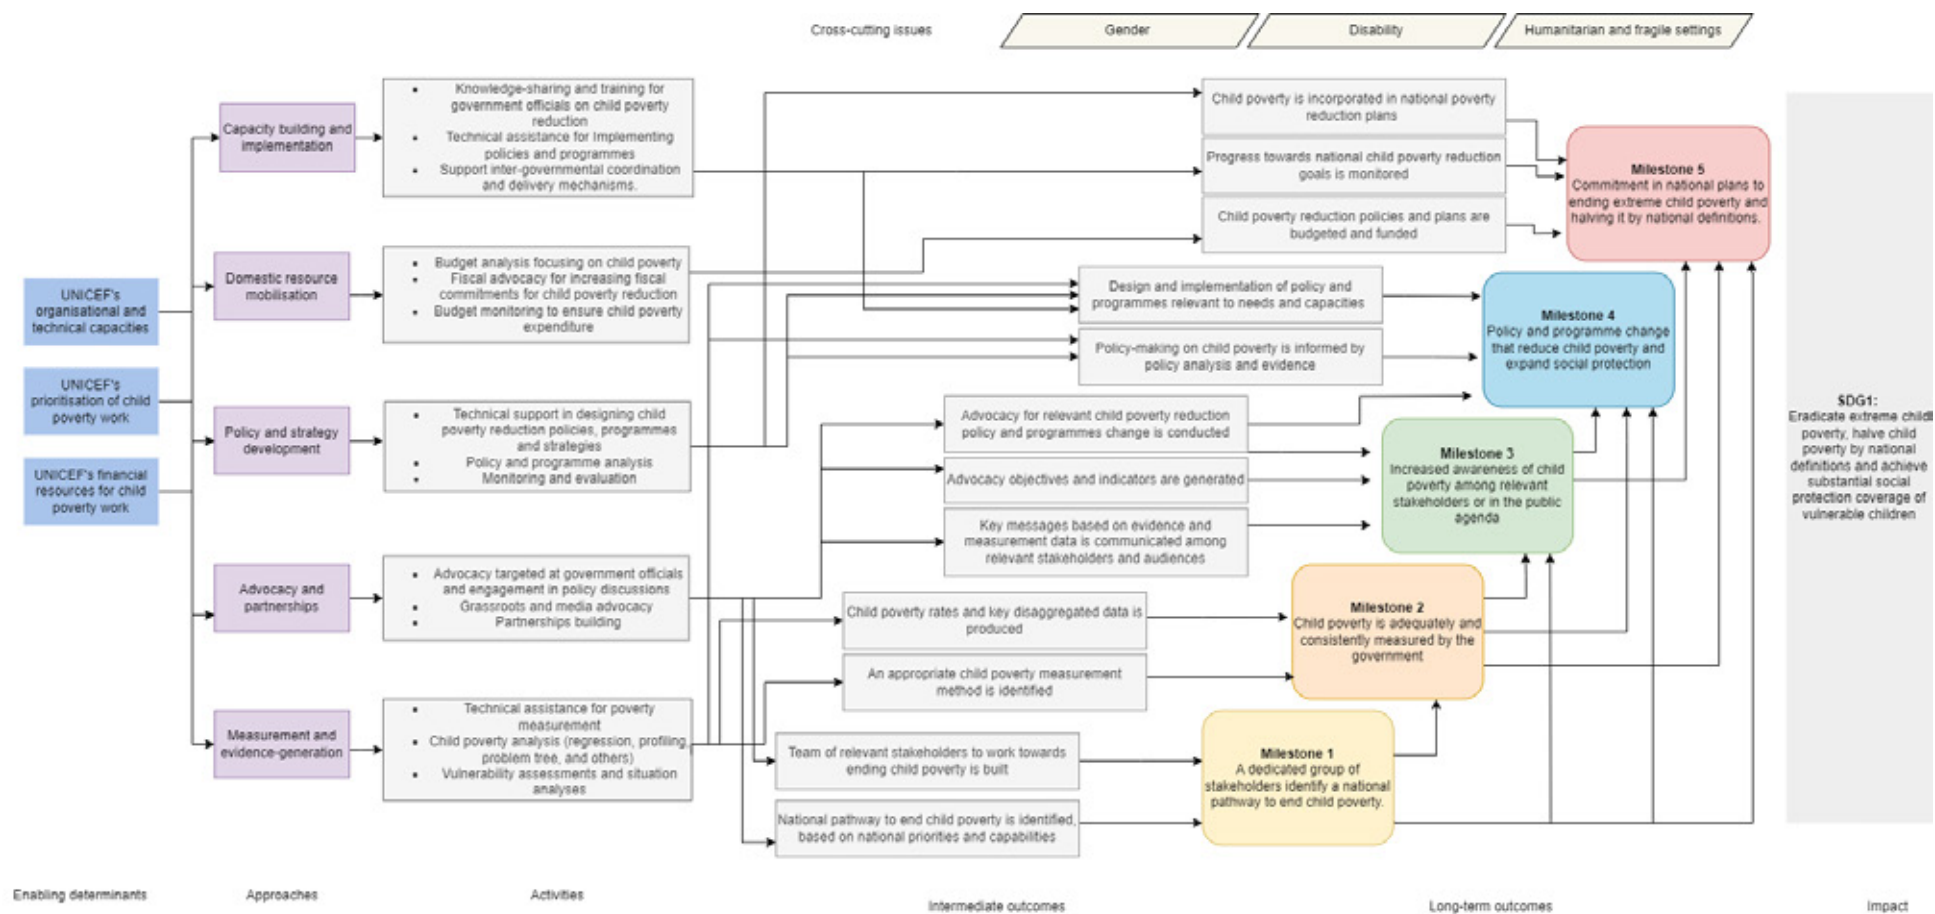 Cross-cutting issues
Gender
Disability
Humanitarian and fragile settings
UNICEF's
organisational and
technical capacities
UNICEF's
prioritisation of child
poverty work
UNICEF's financial
resources for child
poverty work
Capacity building and
implementation
Domestic resource
mobilisation
Policy and strategy
development
Advocacy and
partnerships
Measurement and
evidence-generation
Knowledge-sharing and training for
government officials on child poverty
reduction
Technical assistance for Implementing
policies and programmes
Support inter-governmental coordination
and delivery mechanisms.
Budget analysis focusing on child poverty
Fiscal advocacy for increasing fiscal
commitments for child poverty reduction
Budget monitoring to ensure child poverty
expenditure
Technical support in designing child
poverty reduction policies, programmes
and strategies
Policy and programme analysis
Monitoring and evaluation
Advocacy targeted at government officials
and engagement in policy discussions
Grassroots and media advocacy
Partnerships building
Technical assistance for poverty
measurement
Child poverty analysis (regression, profiling,
problem tree, and others)
Vulnerability assessments and situation
analyses
Child poverty is incorporated in national poverty
reduction plans
Progress towards national child poverty reduction
goals is monitored
Child poverty reduction policies and plans are
budgeted and funded
Design and implementation of policy and
programmes relevant to needs and capacities
Policy-making on child poverty is informed by
policy analysis and evidence
Advocacy for relevant child poverty reduction
policy and programmes change is conducted
Advocacy objectives and indicators are generated
Key messages based on evidence and
measurement data is communicated among
relevant stakeholders and audiences
Child poverty rates and key disaggregated data is
produced
An appropriate child poverty measurement
method is identified
Team of relevant stakeholders to work towards
ending child poverty is built
National pathway to end child poverty is identified,
based on national priorities and capabilities
Milestone 5
Commitment in national plans to
ending extreme child poverty and
halving it by national definitions.
Milestone 4
Policy and programme change
that reduce child poverty and
expand social protection
Milestone 3
Increased awareness of child
poverty among relevant
stakeholders or in the public
agenda
Milestone 2
Child poverty is adequately and
consistently measured by the
government
Milestone 1
A dedicated group of
stakeholders identify a national
pathway to end child poverty.
SDG1:
Eradicate extreme child
poverty, halve child
poverty by national
definitions and achieve
substantial social
protection coverage of
vulnerable children
Enabling determinants
Approaches
Activities
Intermediate outcomes
Long-term outcomes
Impact